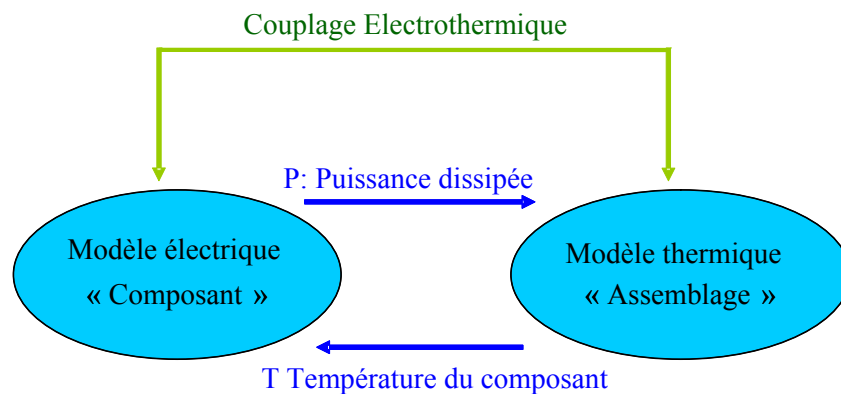 Couplage Electrothermique
P: Puissance dissipée
Modèle électrique
« Composant »
Modèle thermique
« Assemblage »
T Température du composant